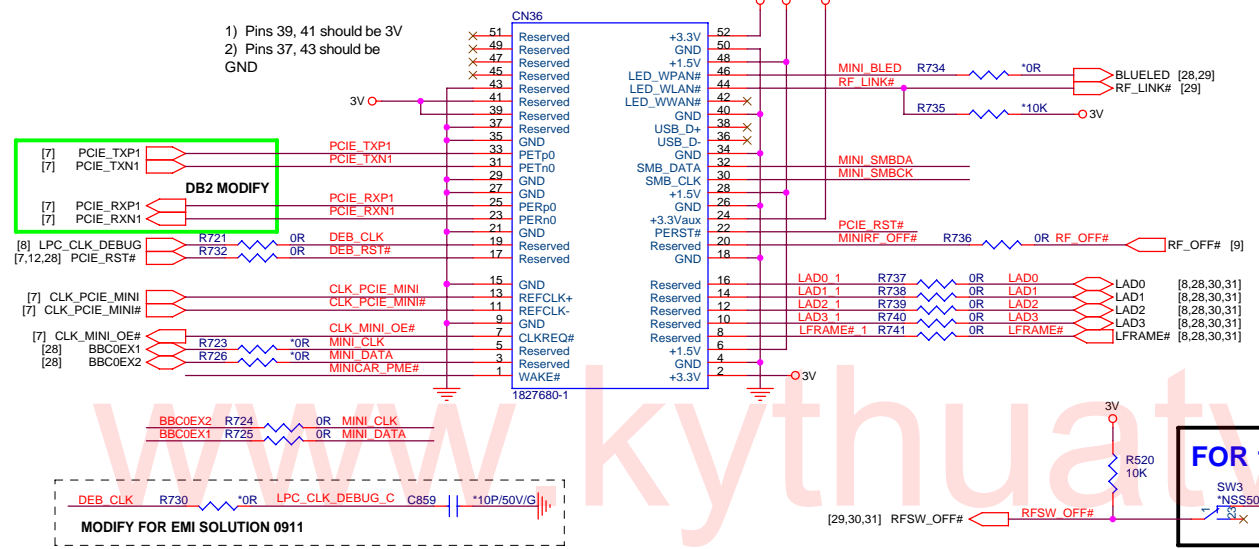 CN36
1) Pins 39, 41 should be 3V
2) Pins 37, 43 should be
GND
51 Reserved +3.3V 52
49 Reserved GND 50
47 Reserved +1.5V 48
45 Reserved LED_WPAN# 46 MINI_BLED R734 *0R BLUELED [28,29]
43 Reserved LED_WLAN# 44 RF_LINK# RF_LINK# [29]
3V 41 Reserved LED_WWAN# 42
39 Reserved GND 40 R735 *10K 3V
37 Reserved USB_D+ 38
35 GND USB_D- 36
[7] PCIE_TXP1 PCIE_TXP1 33 PETp0 GND 34
[7] PCIE_TXN1 PCIE_TXN1 31 PETn0 SMB_DATA 32 MINI_SMBDA
29 GND SMB_CLK 30 MINI_SMBCK
DB2 MODIFY
27 GND +1.5V 28
[7] PCIE_RXP1 PCIE_RXP1 25 PERp0 GND 26
[7] PCIE_RXN1 PCIE_RXN1 23 PERn0 +3.3Vaux 24
21 GND PERST# 22 PCIE_RST#
[8] LPC_CLK_DEBUG R721 0R DEB_CLK 19 Reserved Reserved 20 MINIRF_OFF# R736 0R RF_OFF# RF_OFF# [9]
[7,12,28] PCIE_RST# R732 0R DEB_RST# 17 Reserved GND 18
15 GND Reserved 16 LAD0_1 R737 0R LAD0 LAD0 [8,28,30,31]
[7] CLK_PCIE_MINI CLK_PCIE_MINI 13 REFCLK+ Reserved 14 LAD1_1 R738 0R LAD1 LAD1 [8,28,30,31]
[7] CLK_PCIE_MINI# CLK_PCIE_MINI# 11 REFCLK- Reserved 12 LAD2_1 R739 0R LAD2 LAD2 [8,28,30,31]
9 GND Reserved 10 LAD3_1 R740 0R LAD3 LAD3 [8,28,30,31]
[7] CLK_MINI_OE# CLK_MINI_OE# 7 CLKREQ# Reserved 8 LFRAME#_1 R741 0R LFRAME# LFRAME# [8,28,30,31]
[28] BBC0EX1 R723 *0R MINI_CLK 5 Reserved +1.5V 6
[28] BBC0EX2 R726 *0R MINI_DATA 3 Reserved GND 4
MINICAR_PME# 1 WAKE# +3.3V 2 3V
1827680-1
www.kythuatv
BBC0EX2 R724 0R MINI_CLK
BBC0EX1 R725 0R MINI_DATA
3V
R520
10K
FOR
SW3
*NSS50
1 23
DEB_CLK R730 *0R LPC_CLK_DEBUG_C C859 *10P/50V/G
MODIFY FOR EMI SOLUTION 0911
[29,30,31] RFSW_OFF# RFSW_OFF#